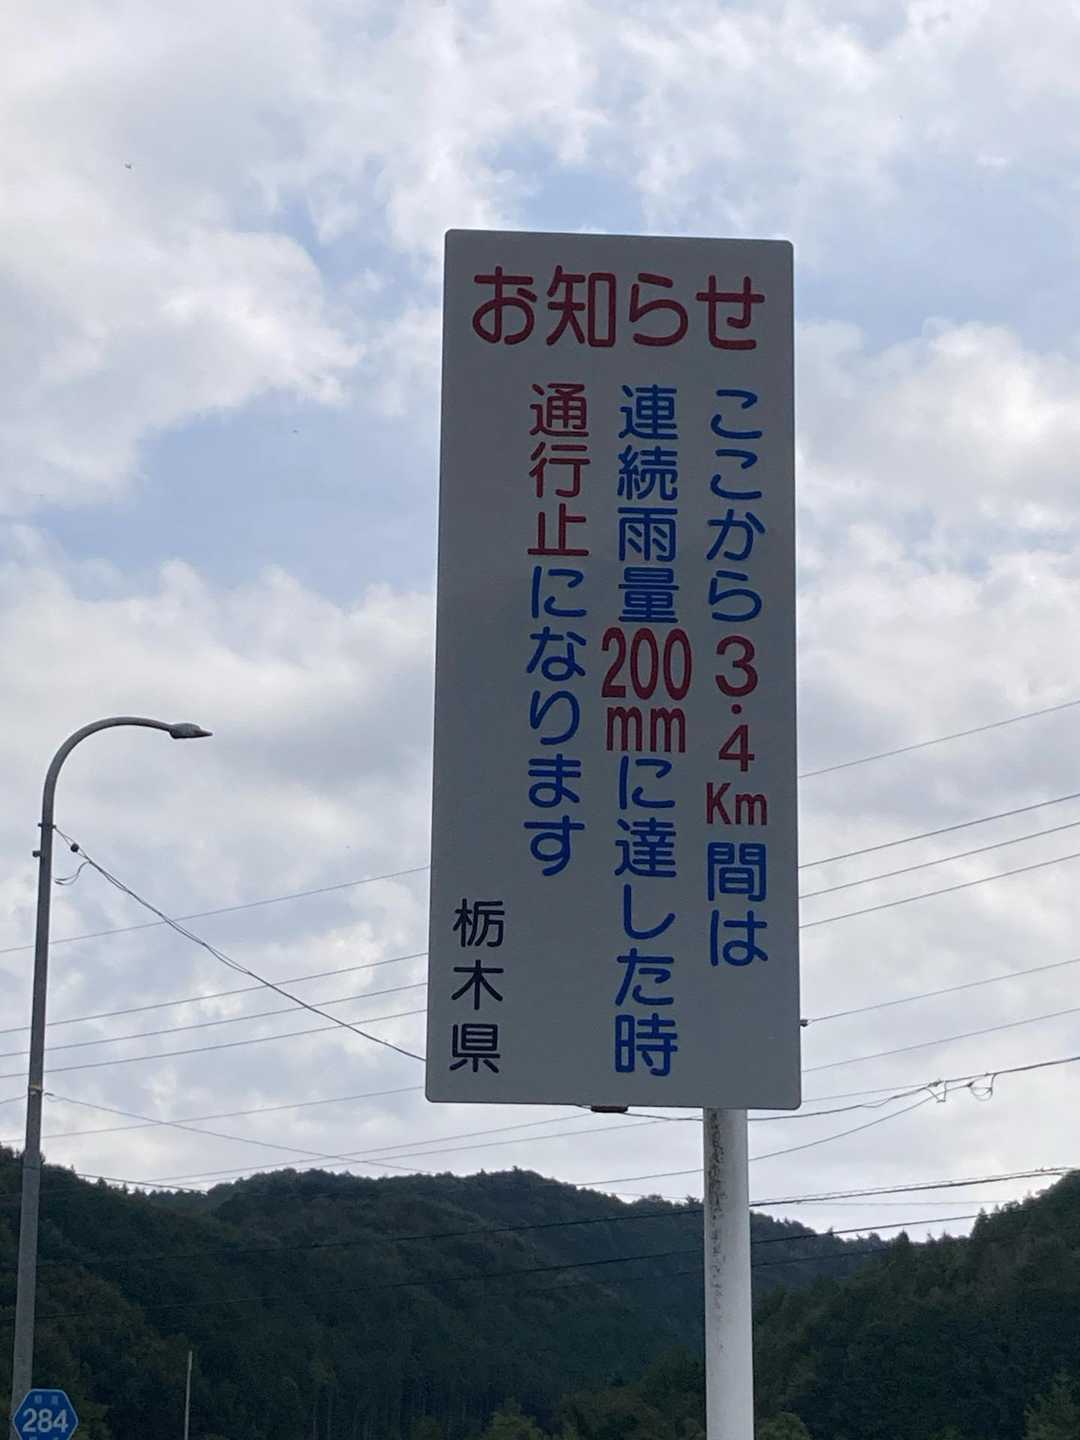 お知らせ
ここから3.4Km間は
連続雨量200mmに達した時
通行止になります
栃木県
284